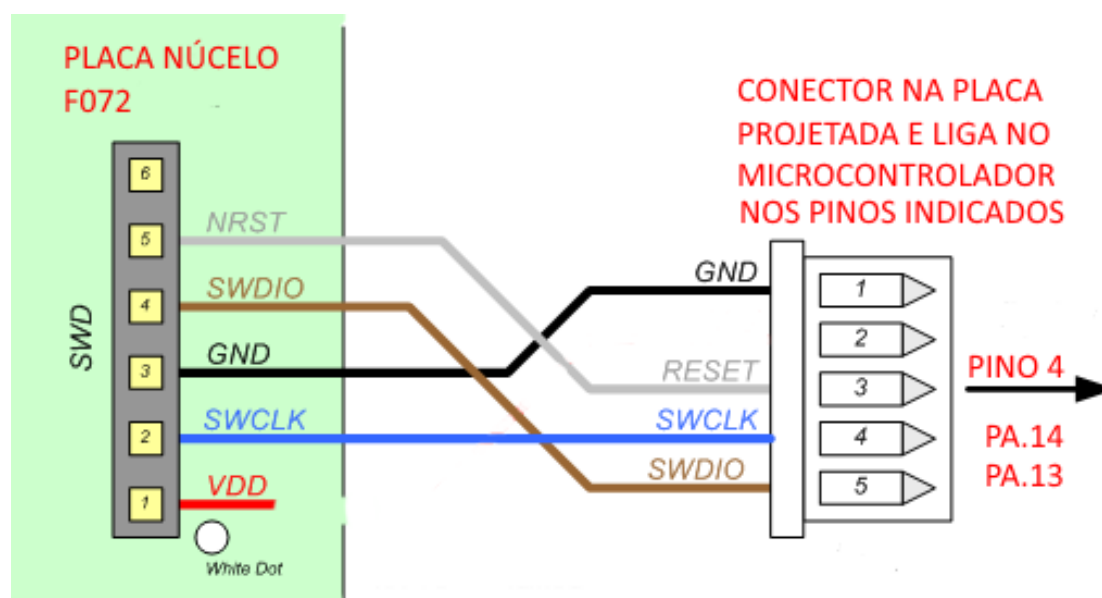 PLACA NÚCELO
F072
6
5
4
3
2
1
SWD
NRST
SWDIO
GND
SWCLK
VDD
White Dot
CONECTOR NA PLACA
PROJETADA E LIGA NO
MICROCONTROLADOR
NOS PINOS INDICADOS
GND
RESET
SWCLK
SWDIO
1
2
3
4
5
PINO 4
PA.14
PA.13